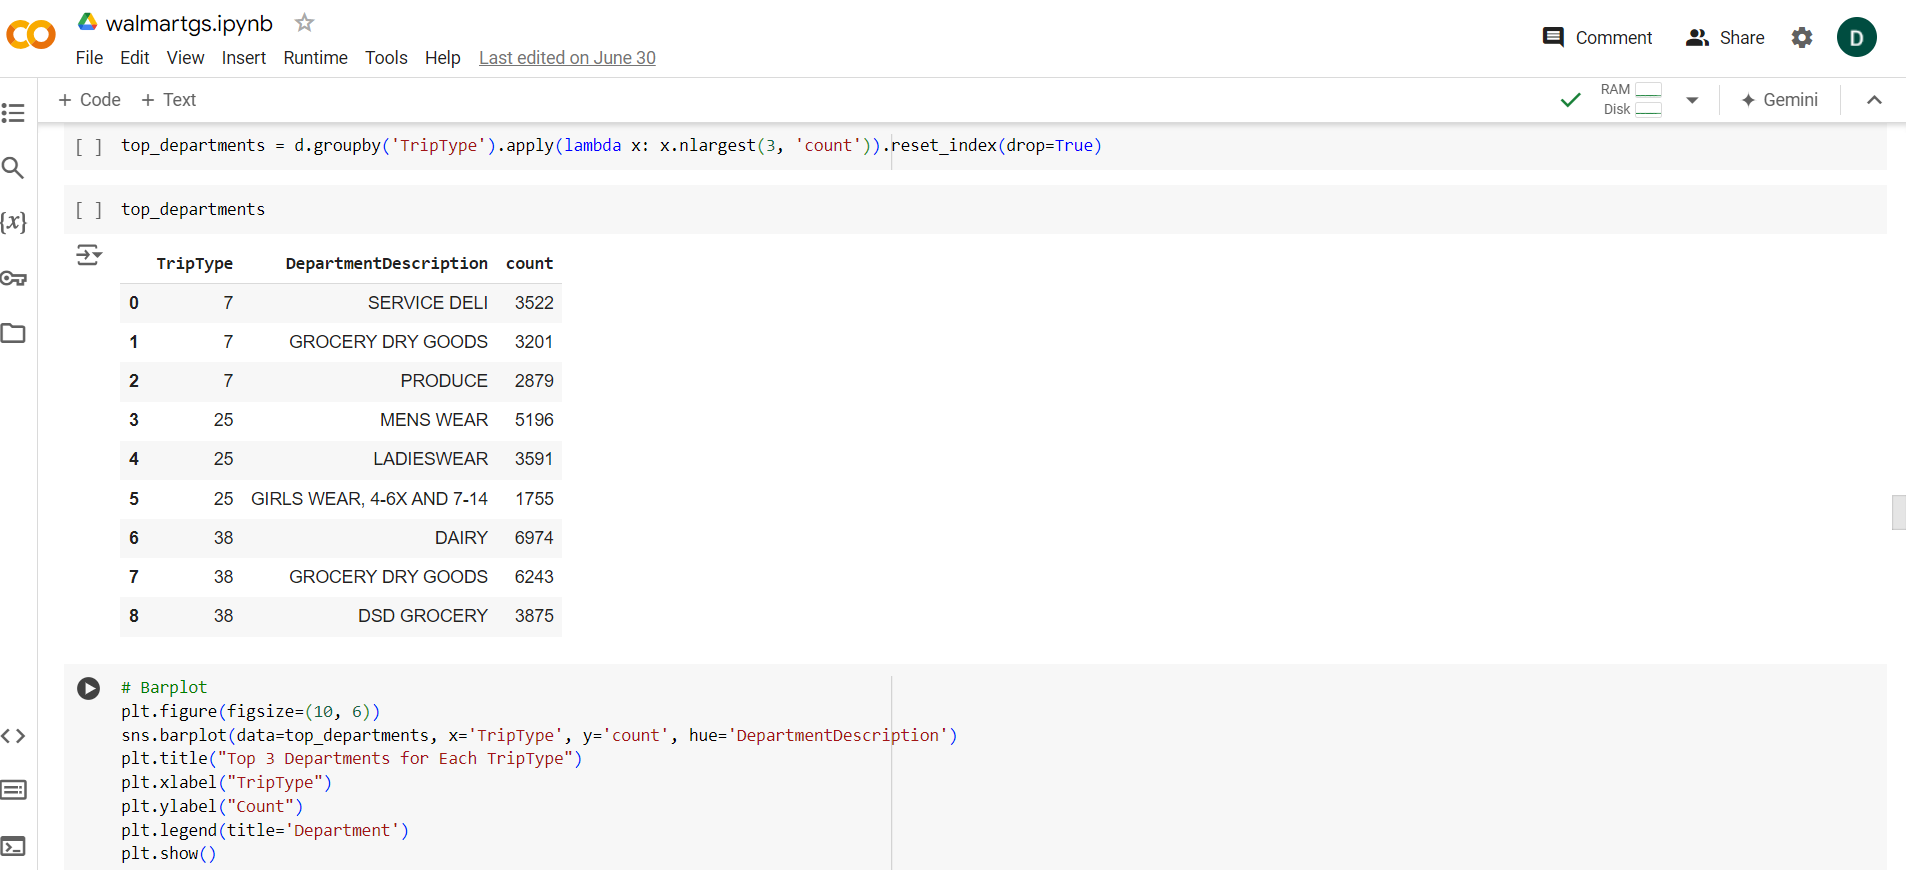 walmartgs.ipynb
File Edit View Insert Runtime Tools Help Last edited on June 30
Comment Share D
+ Code + Text
RAM
Disk
Gemini
[ ] top_departments = d.groupby('TripType').apply(lambda x: x.nlargest(3, 'count')).reset_index(drop=True)
[ ] top_departments
TripType DepartmentDescription count
0 7 SERVICE DELI 3522
1 7 GROCERY DRY GOODS 3201
2 7 PRODUCE 2879
3 25 MENS WEAR 5196
4 25 LADIESWEAR 3591
5 25 GIRLS WEAR, 4-6X AND 7-14 1755
6 38 DAIRY 6974
7 38 GROCERY DRY GOODS 6243
8 38 DSD GROCERY 3875
# Barplot
plt.figure(figsize=(10, 6))
sns.barplot(data=top_departments, x='TripType', y='count', hue='DepartmentDescription')
plt.title("Top 3 Departments for Each TripType")
plt.xlabel("TripType")
plt.ylabel("Count")
plt.legend(title='Department')
plt.show()